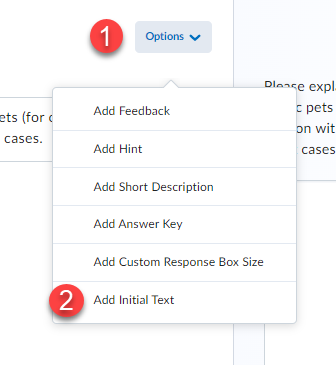 1
Options
Please expl
ets (for
c pets
cases.
on wit
cases
Add Feedback
Add Hint
Add Short Description
Add Answer Key
Add Custom Response Box Size
2
Add Initial Text